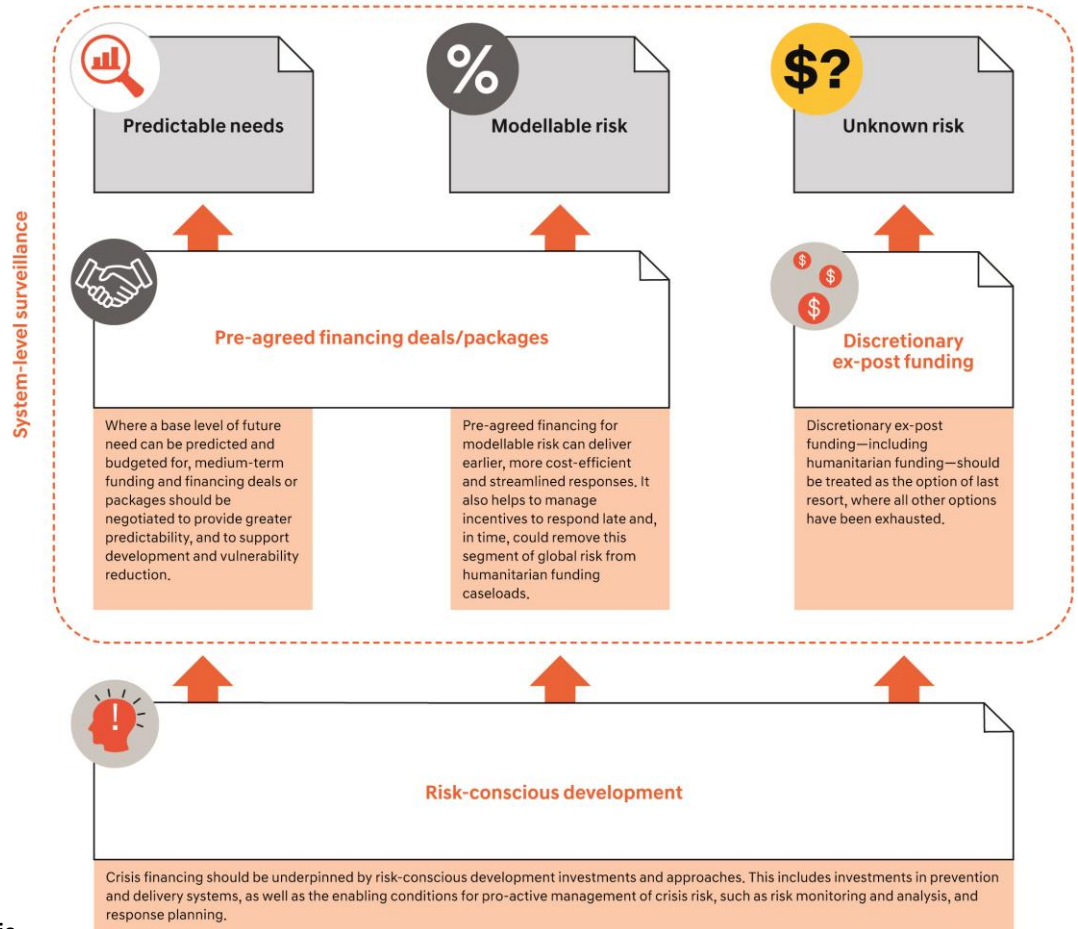 Predictable needs
%
Modellable risk
$?
Unknown risk
System-level surveillance
Pre-agreed financing deals/packages
$
$
$
Discretionary
ex-post funding
Where a base level of future
need can be predicted and
budgeted for, medium-term
funding and financing deals or
packages should be
negotiated to provide greater
predictability, and to support
development and vulnerability
reduction.
Pre-agreed financing for
modellable risk can deliver
earlier, more cost-efficient
and streamlined responses. It
also helps to manage
incentives to respond late and,
in time, could remove this
segment of global risk from
humanitarian funding
caseloads.
Discretionary ex-post
funding—including
humanitarian funding—should
be treated as the option of last
resort, where all other options
have been exhausted.
!
Risk-conscious development
Crisis financing should be underpinned by risk-conscious development investments and approaches. This includes investments in prevention
and delivery systems, as well as the enabling conditions for pro-active management of crisis risk, such as risk monitoring and analysis, and
response planning.